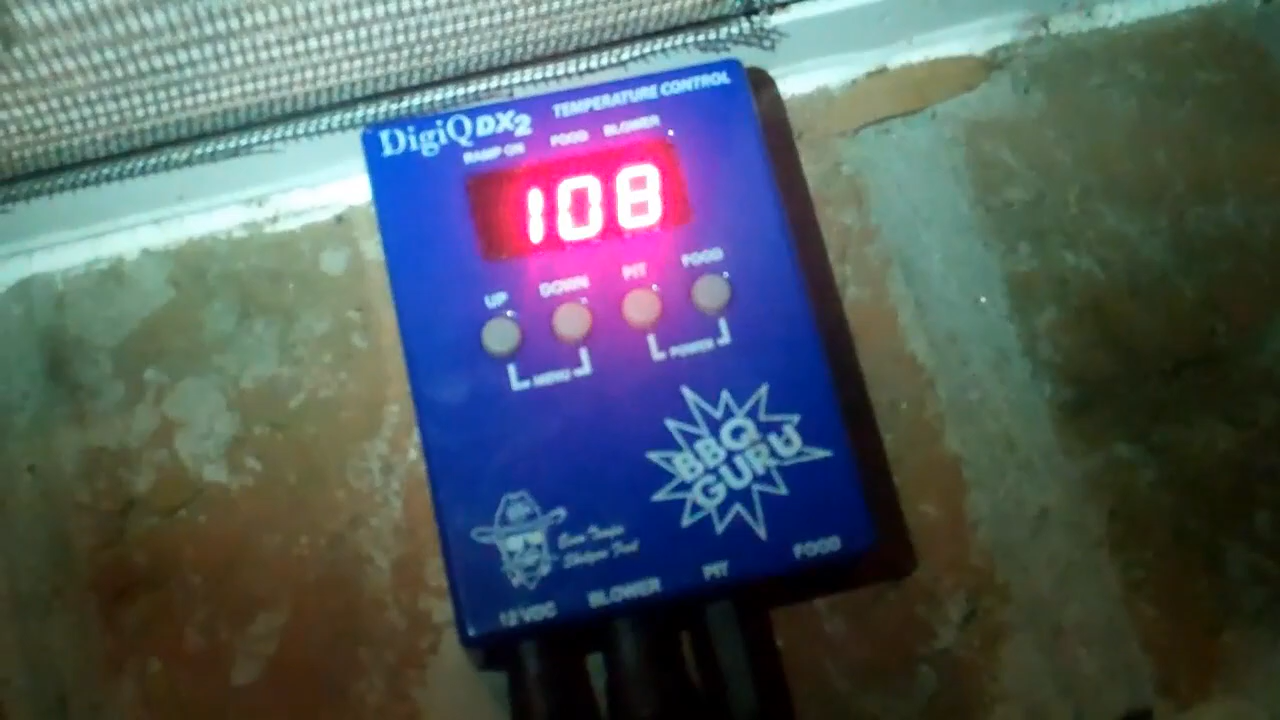 TEMPERATURE CONTROL
DigiQ DX2
RAMP ON FOOD BLOWER
108
UP DOWN PIT FOOD
MENU POWER
BBQ
GURU
12 VDC BLOWER PIT FOOD